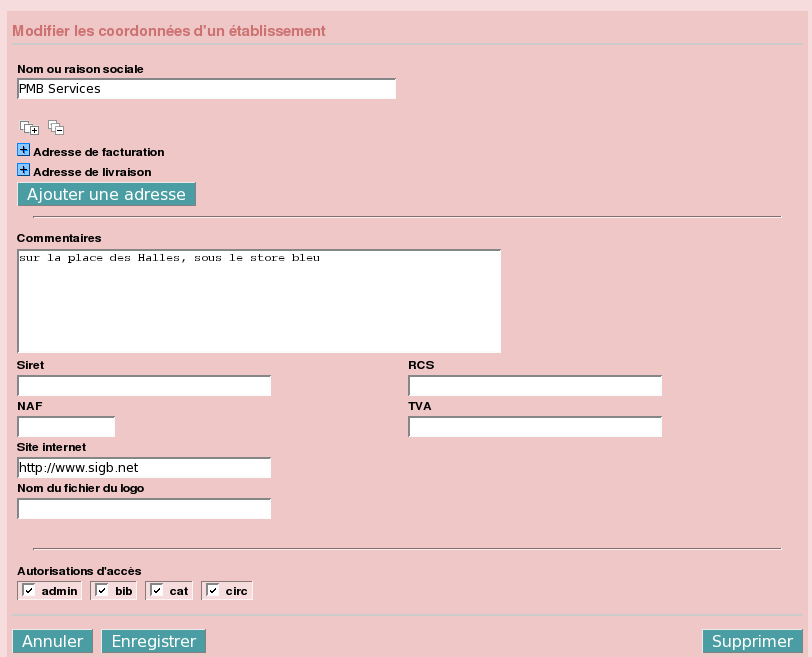 Modifier les coordonnées d'un établissement
Nom ou raison sociale
PMB Services
Adresse de facturation
Adresse de livraison
Ajouter une adresse
Commentaires
sur la place des Halles, sous le store bleu
Siret RCS
NAF TVA
Site internet
http://www.sigb.net
Nom du fichier du logo
Autorisations d'accès
admin bib cat circ
Annuler Enregistrer Supprimer